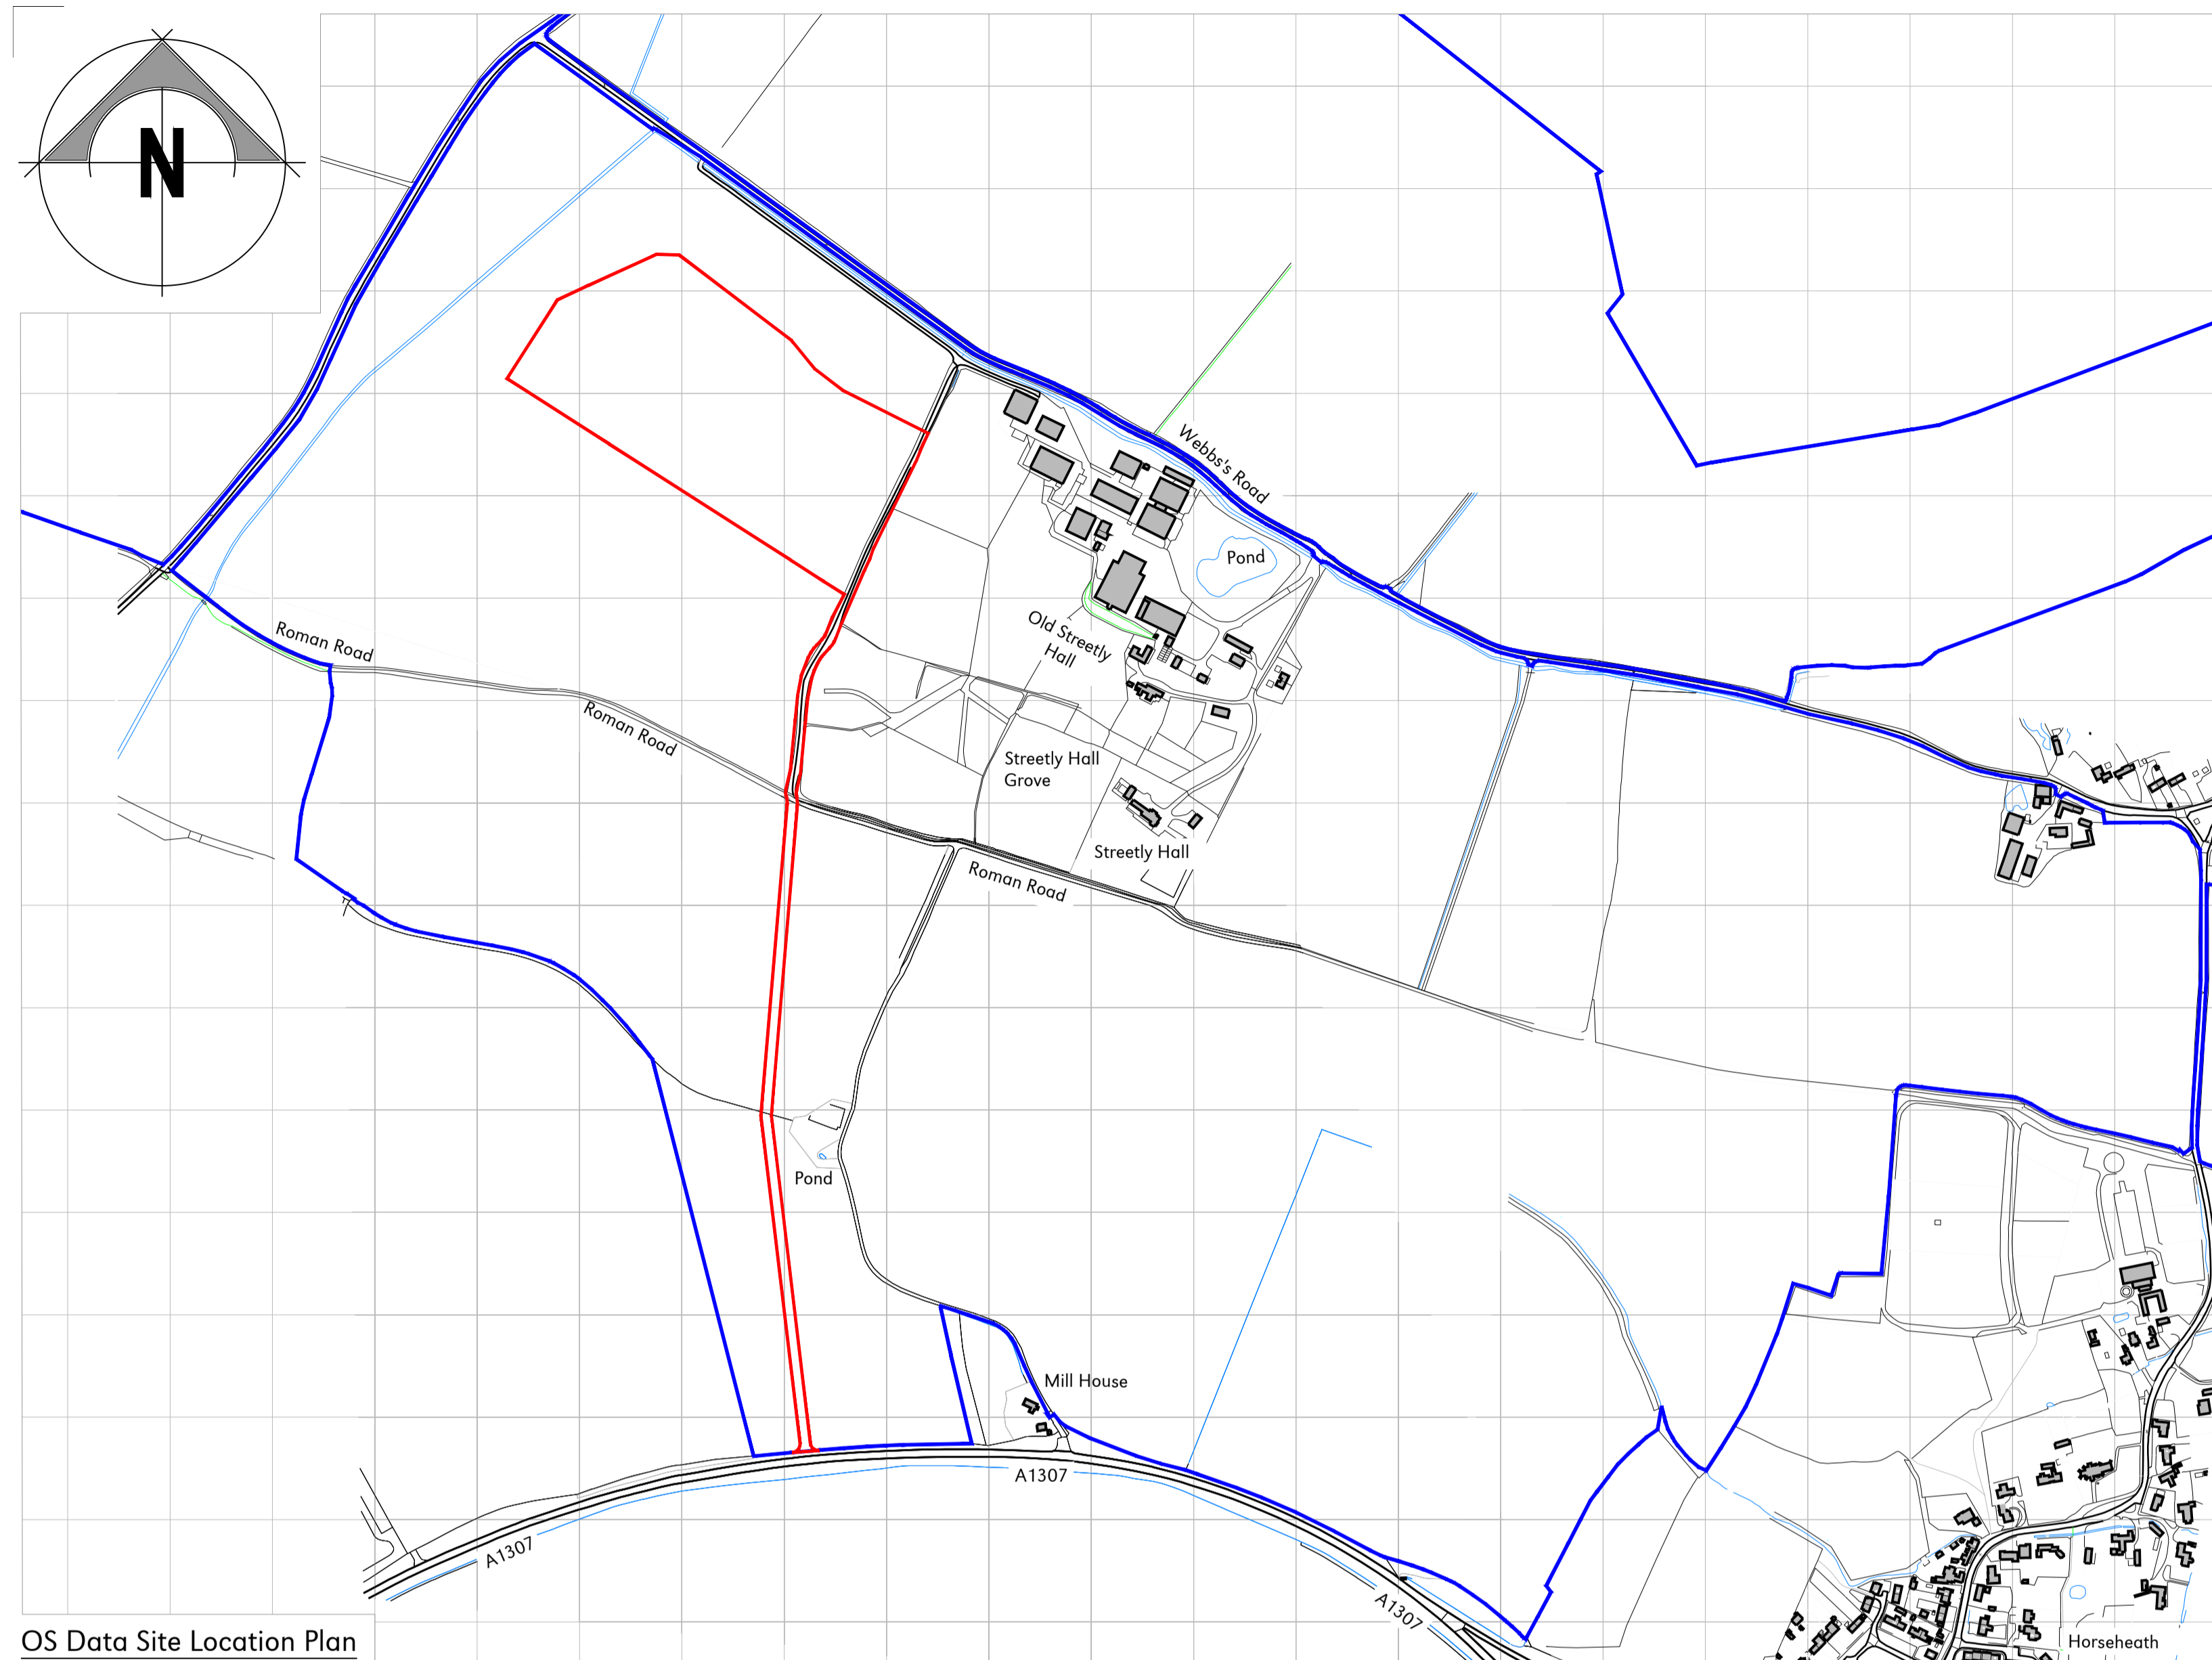 N
Webbs's Road
Pond
Old Streetly
Hall
Roman Road
Roman Road
Streetly Hall
Grove
Streetly Hall
Roman Road
Pond
Mill House
A1307
A1307
A1307
OS Data Site Location Plan
Horseheath